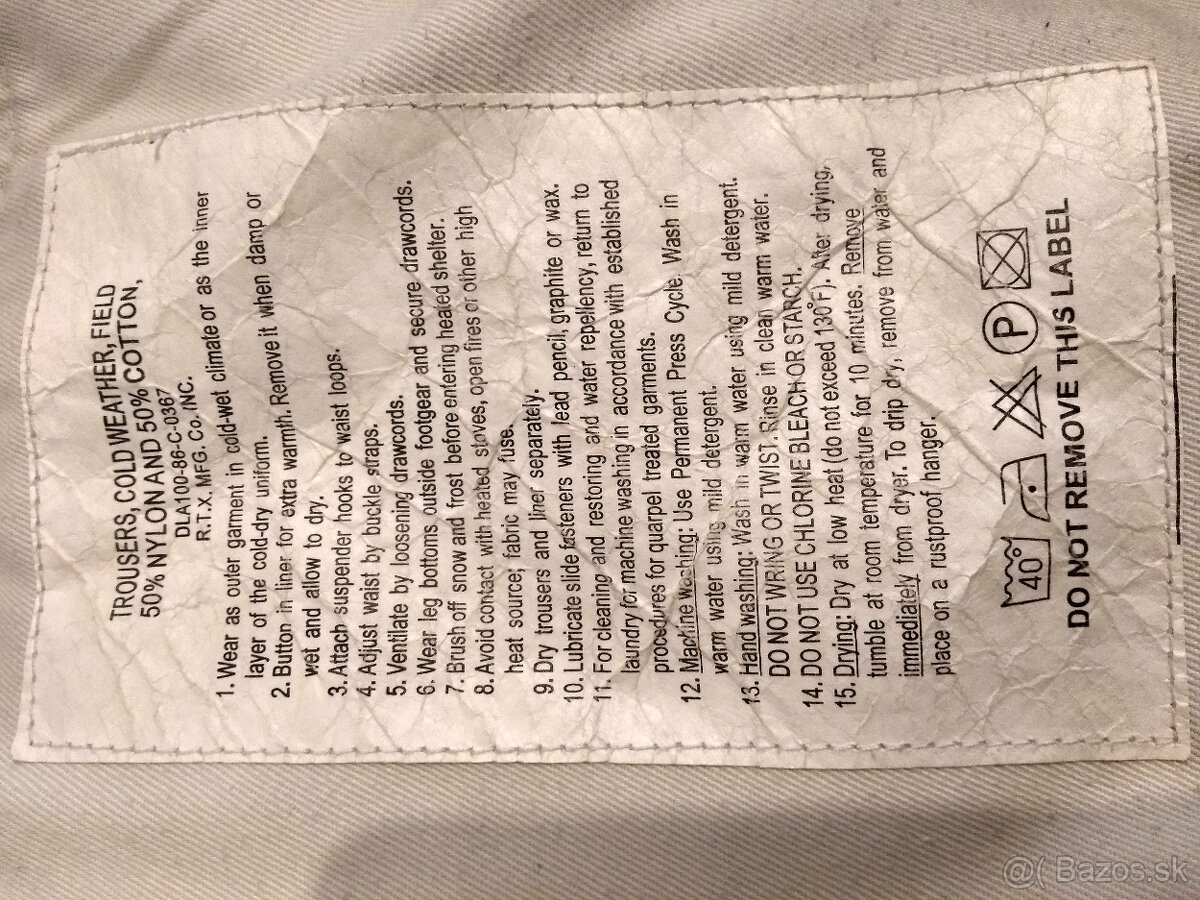 TROUSERS, COLD WEATHER, FIELD
50% NYLON AND 50% COTTON,
DLA100-86-C-0367
R.T.X. MFG. Co. INC.
1. Wear as outer garment in cold-wet climate or as the inner
layer of the cold-dry uniform.
2. Button in liner for extra warmth. Remove it when damp or
wet and allow to dry.
3. Attach suspender hooks to waist loops.
4. Adjust waist by buckle straps.
5. Ventilate by loosening drawcords.
6. Wear leg bottoms outside footgear and secure drawcords.
7. Brush off snow and frost before entering heated shelter.
8. Avoid contact with heated stoves, open fires or other high
heat source; fabric may fuse.
9. Dry trousers and liner separately.
10. Lubricate slide fasteners with lead pencil, graphite or wax.
11. For cleaning and restoring and water repellency, return to
laundry for machine washing in accordance with established
procedures for quarpel treated garments.
12. Machine washing: Use Permanent Press Cycle. Wash in
warm water using mild detergent.
13. Hand washing: Wash in warm water using mild detergent.
DO NOT WRING OR TWIST. Rinse in clean warm water.
14. DO NOT USE CHLORINE BLEACH OR STARCH.
15. Drying: Dry at low heat (do not exceed 130°F). After drying,
tumble at room temperature for 10 minutes. Remove
immediately from dryer. To drip dry, remove from water and
place on a rustproof hanger.
40° P
DO NOT REMOVE THIS LABEL
@( Bazos.sk